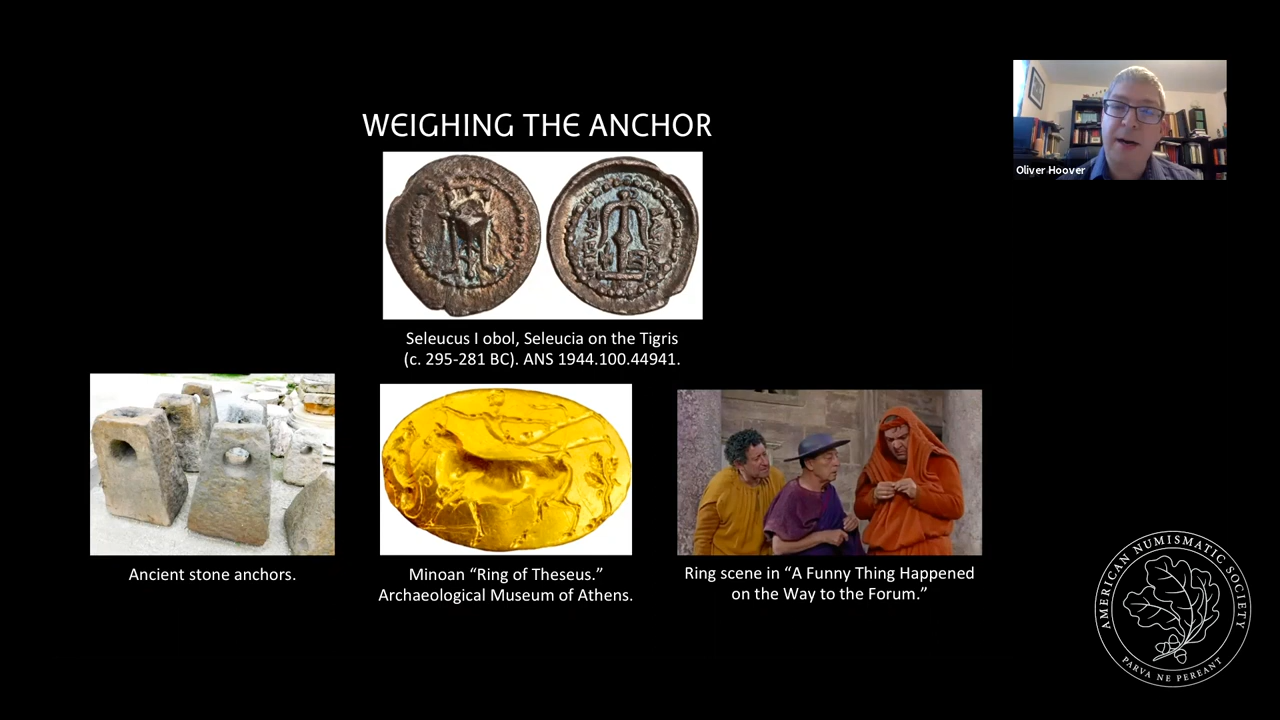 WEIGHING THE ANCHOR
Oliver Hoover
Seleucus I obol, Seleucia on the Tigris
(c. 295-281 BC). ANS 1944.100.44941.
Ancient stone anchors.
Minoan “Ring of Theseus.”
Archaeological Museum of Athens.
Ring scene in “A Funny Thing Happened
on the Way to the Forum.”
AMERICAN NUMISMATIC SOCIETY
PARVA NE PEREANT